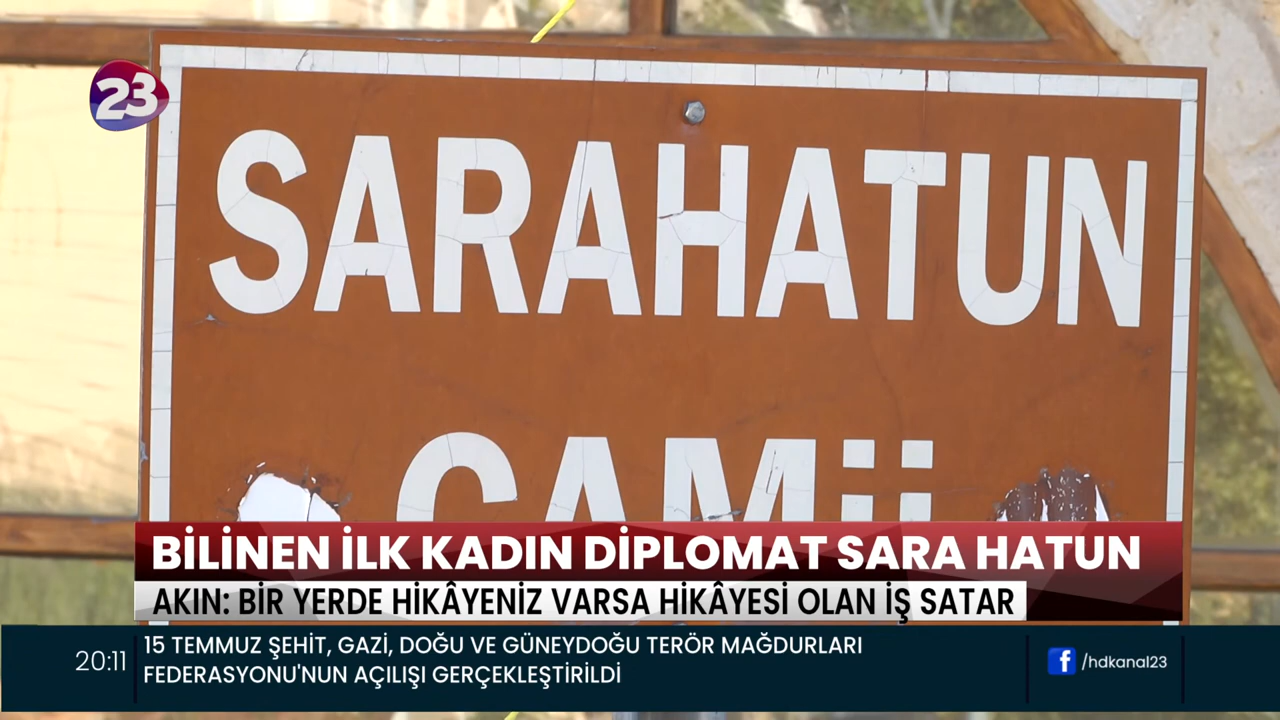 23
SARAHATUN
CAMİİ
BİLİNEN İLK KADIN DİPLOMAT SARA HATUN
AKIN: BİR YERDE HİKÂYENİZ VARSA HİKÂYESİ OLAN İŞ SATAR
20:11
15 TEMMUZ ŞEHİT, GAZİ, DOĞU VE GÜNEYDOĞU TERÖR MAĞDURLARI
FEDERASYONU'NUN AÇILIŞI GERÇEKLEŞTİRİLDİ
/hdkanal23